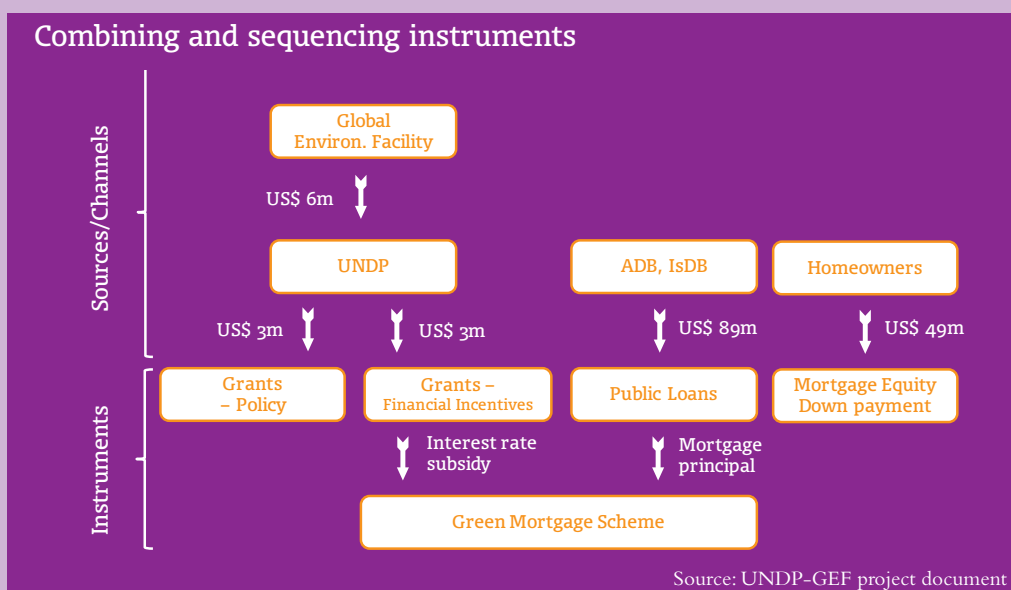 Combining and sequencing instruments
Sources/Channels
Global
Environ. Facility
US$ 6m
UNDP
ADB, IsDB
Homeowners
US$ 3m
US$ 3m
US$ 89m
US$ 49m
Instruments
Grants
– Policy
Grants –
Financial Incentives
Public Loans
Mortgage Equity
Down payment
Interest rate
subsidy
Mortgage
principal
Green Mortgage Scheme
Source: UNDP-GEF project document